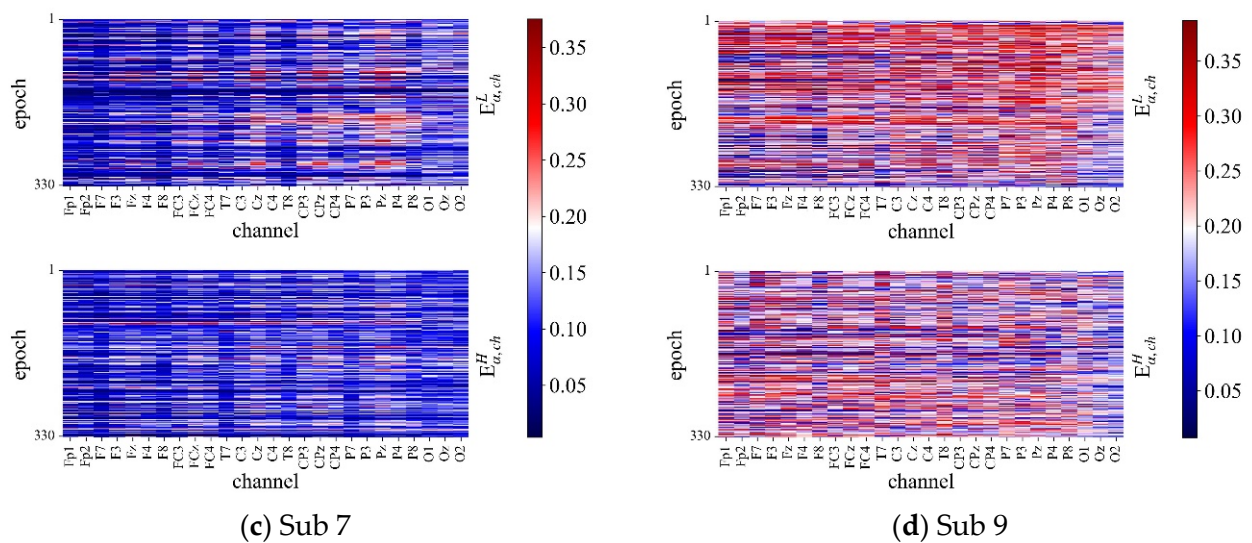 1
epoch
330
Fp1 Fp2 F7 F3 Fz F4 F8 FC3 FCz FC4 T7 C3 Cz C4 T8 CP3 CPz CP4 P7 P3 Pz P4 P8 O1 Oz O2
channel
1
epoch
330
Fp1 Fp2 F7 F3 Fz F4 F8 FC3 FCz FC4 T7 C3 Cz C4 T8 CP3 CPz CP4 P7 P3 Pz P4 P8 O1 Oz O2
channel
E^L_{α,ch}
E^H_{α,ch}
0.35
0.30
0.25
0.20
0.15
0.10
0.05
(c) Sub 7
1
epoch
330
Fp1 Fp2 F7 F3 Fz F4 F8 FC3 FCz FC4 T7 C3 Cz C4 T8 CP3 CPz CP4 P7 P3 Pz P4 P8 O1 Oz O2
channel
1
epoch
330
Fp1 Fp2 F7 F3 Fz F4 F8 FC3 FCz FC4 T7 C3 Cz C4 T8 CP3 CPz CP4 P7 P3 Pz P4 P8 O1 Oz O2
channel
E^L_{α,ch}
E^H_{α,ch}
0.35
0.30
0.25
0.20
0.15
0.10
0.05
(d) Sub 9